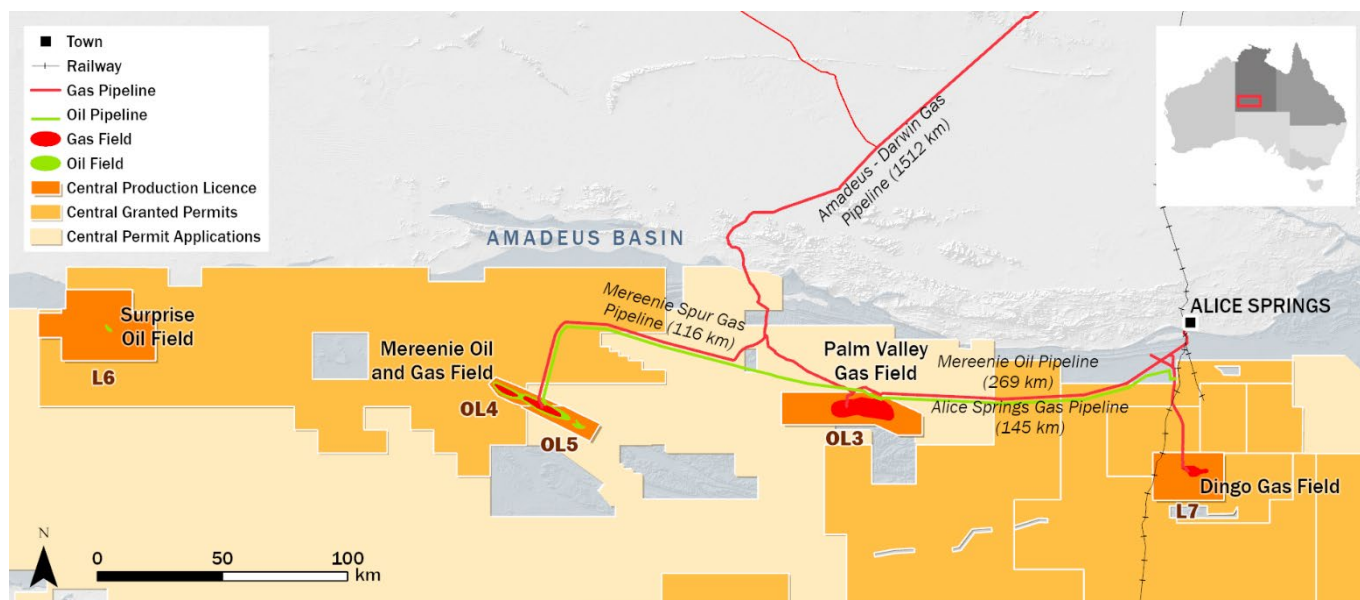 Town
Railway
Gas Pipeline
Oil Pipeline
Gas Field
Oil Field
Central Production Licence
Central Granted Permits
Central Permit Applications
Amadeus - Darwin Gas
Pipeline (1512 km)
AMADEUS BASIN
Surprise
Oil Field
L6
Mereenie Spur Gas
Pipeline (116 km)
Mereenie Oil
and Gas Field
OL4
OL5
Palm Valley
Gas Field
OL3
ALICE SPRINGS
Mereenie Oil Pipeline
(269 km)
Alice Springs Gas Pipeline
(145 km)
Dingo Gas Field
L7
N
0 50 100
km